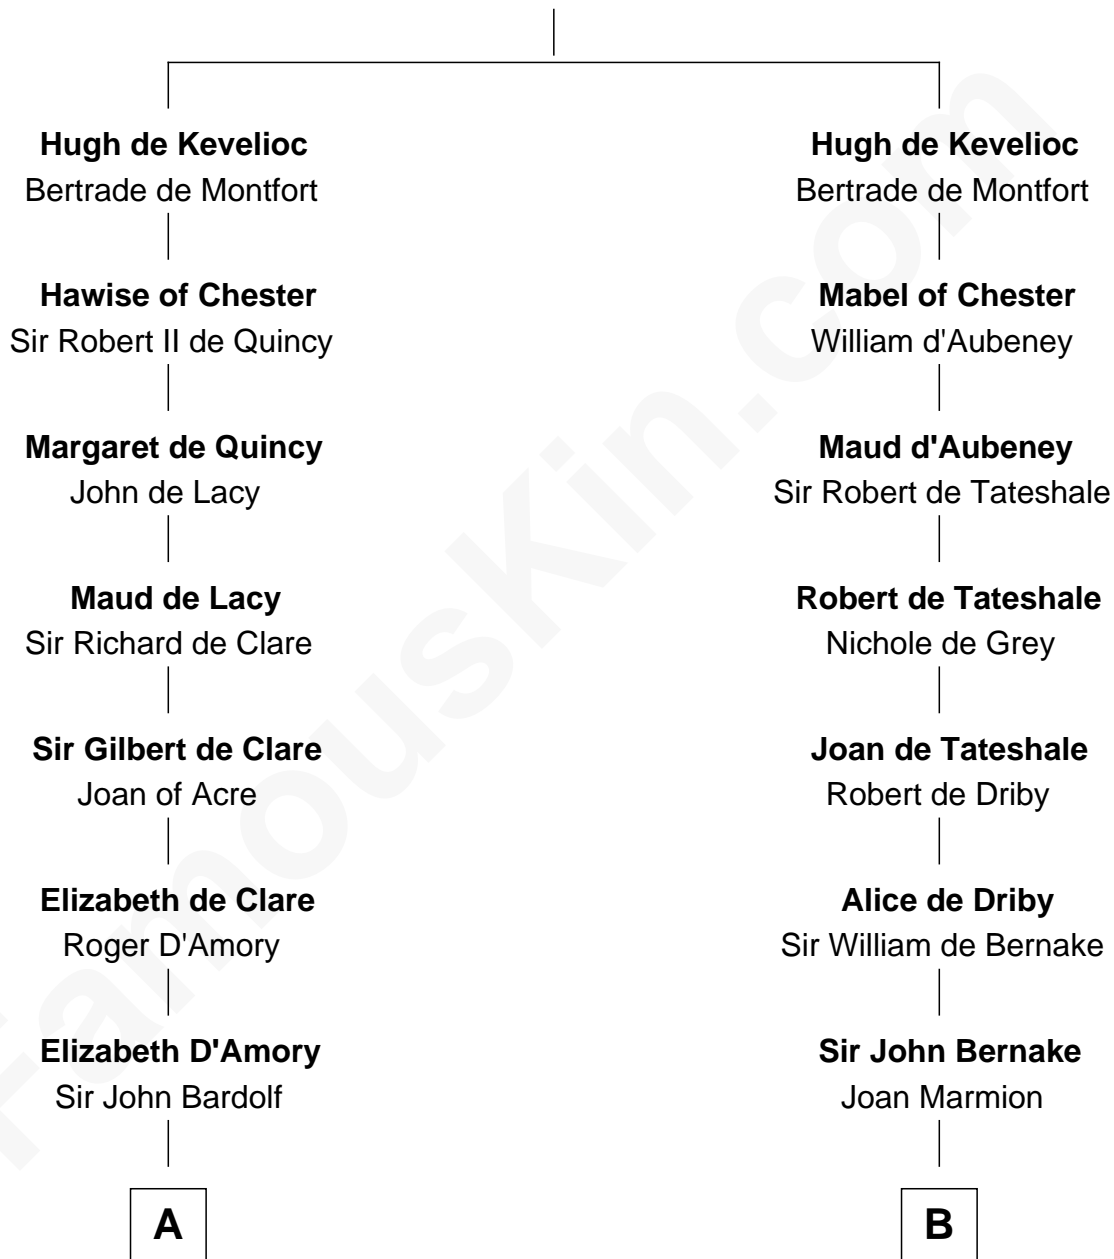 Hugh de Kevelioc
Bertrade de Montfort
Hawise of Chester
Sir Robert II de Quincy
Margaret de Quincy
John de Lacy
Maud de Lacy
Sir Richard de Clare
Sir Gilbert de Clare
Joan of Acre
Elizabeth de Clare
Roger D'Amory
Elizabeth D'Amory
Sir John Bardolf
A
Hugh de Kevelioc
Bertrade de Montfort
Mabel of Chester
William d'Aubeney
Maud d'Aubeney
Sir Robert de Tateshale
Robert de Tateshale
Nichole de Grey
Joan de Tateshale
Robert de Driby
Alice de Driby
Sir William de Bernake
Sir John Bernake
Joan Marmion
B
FamousKin.com